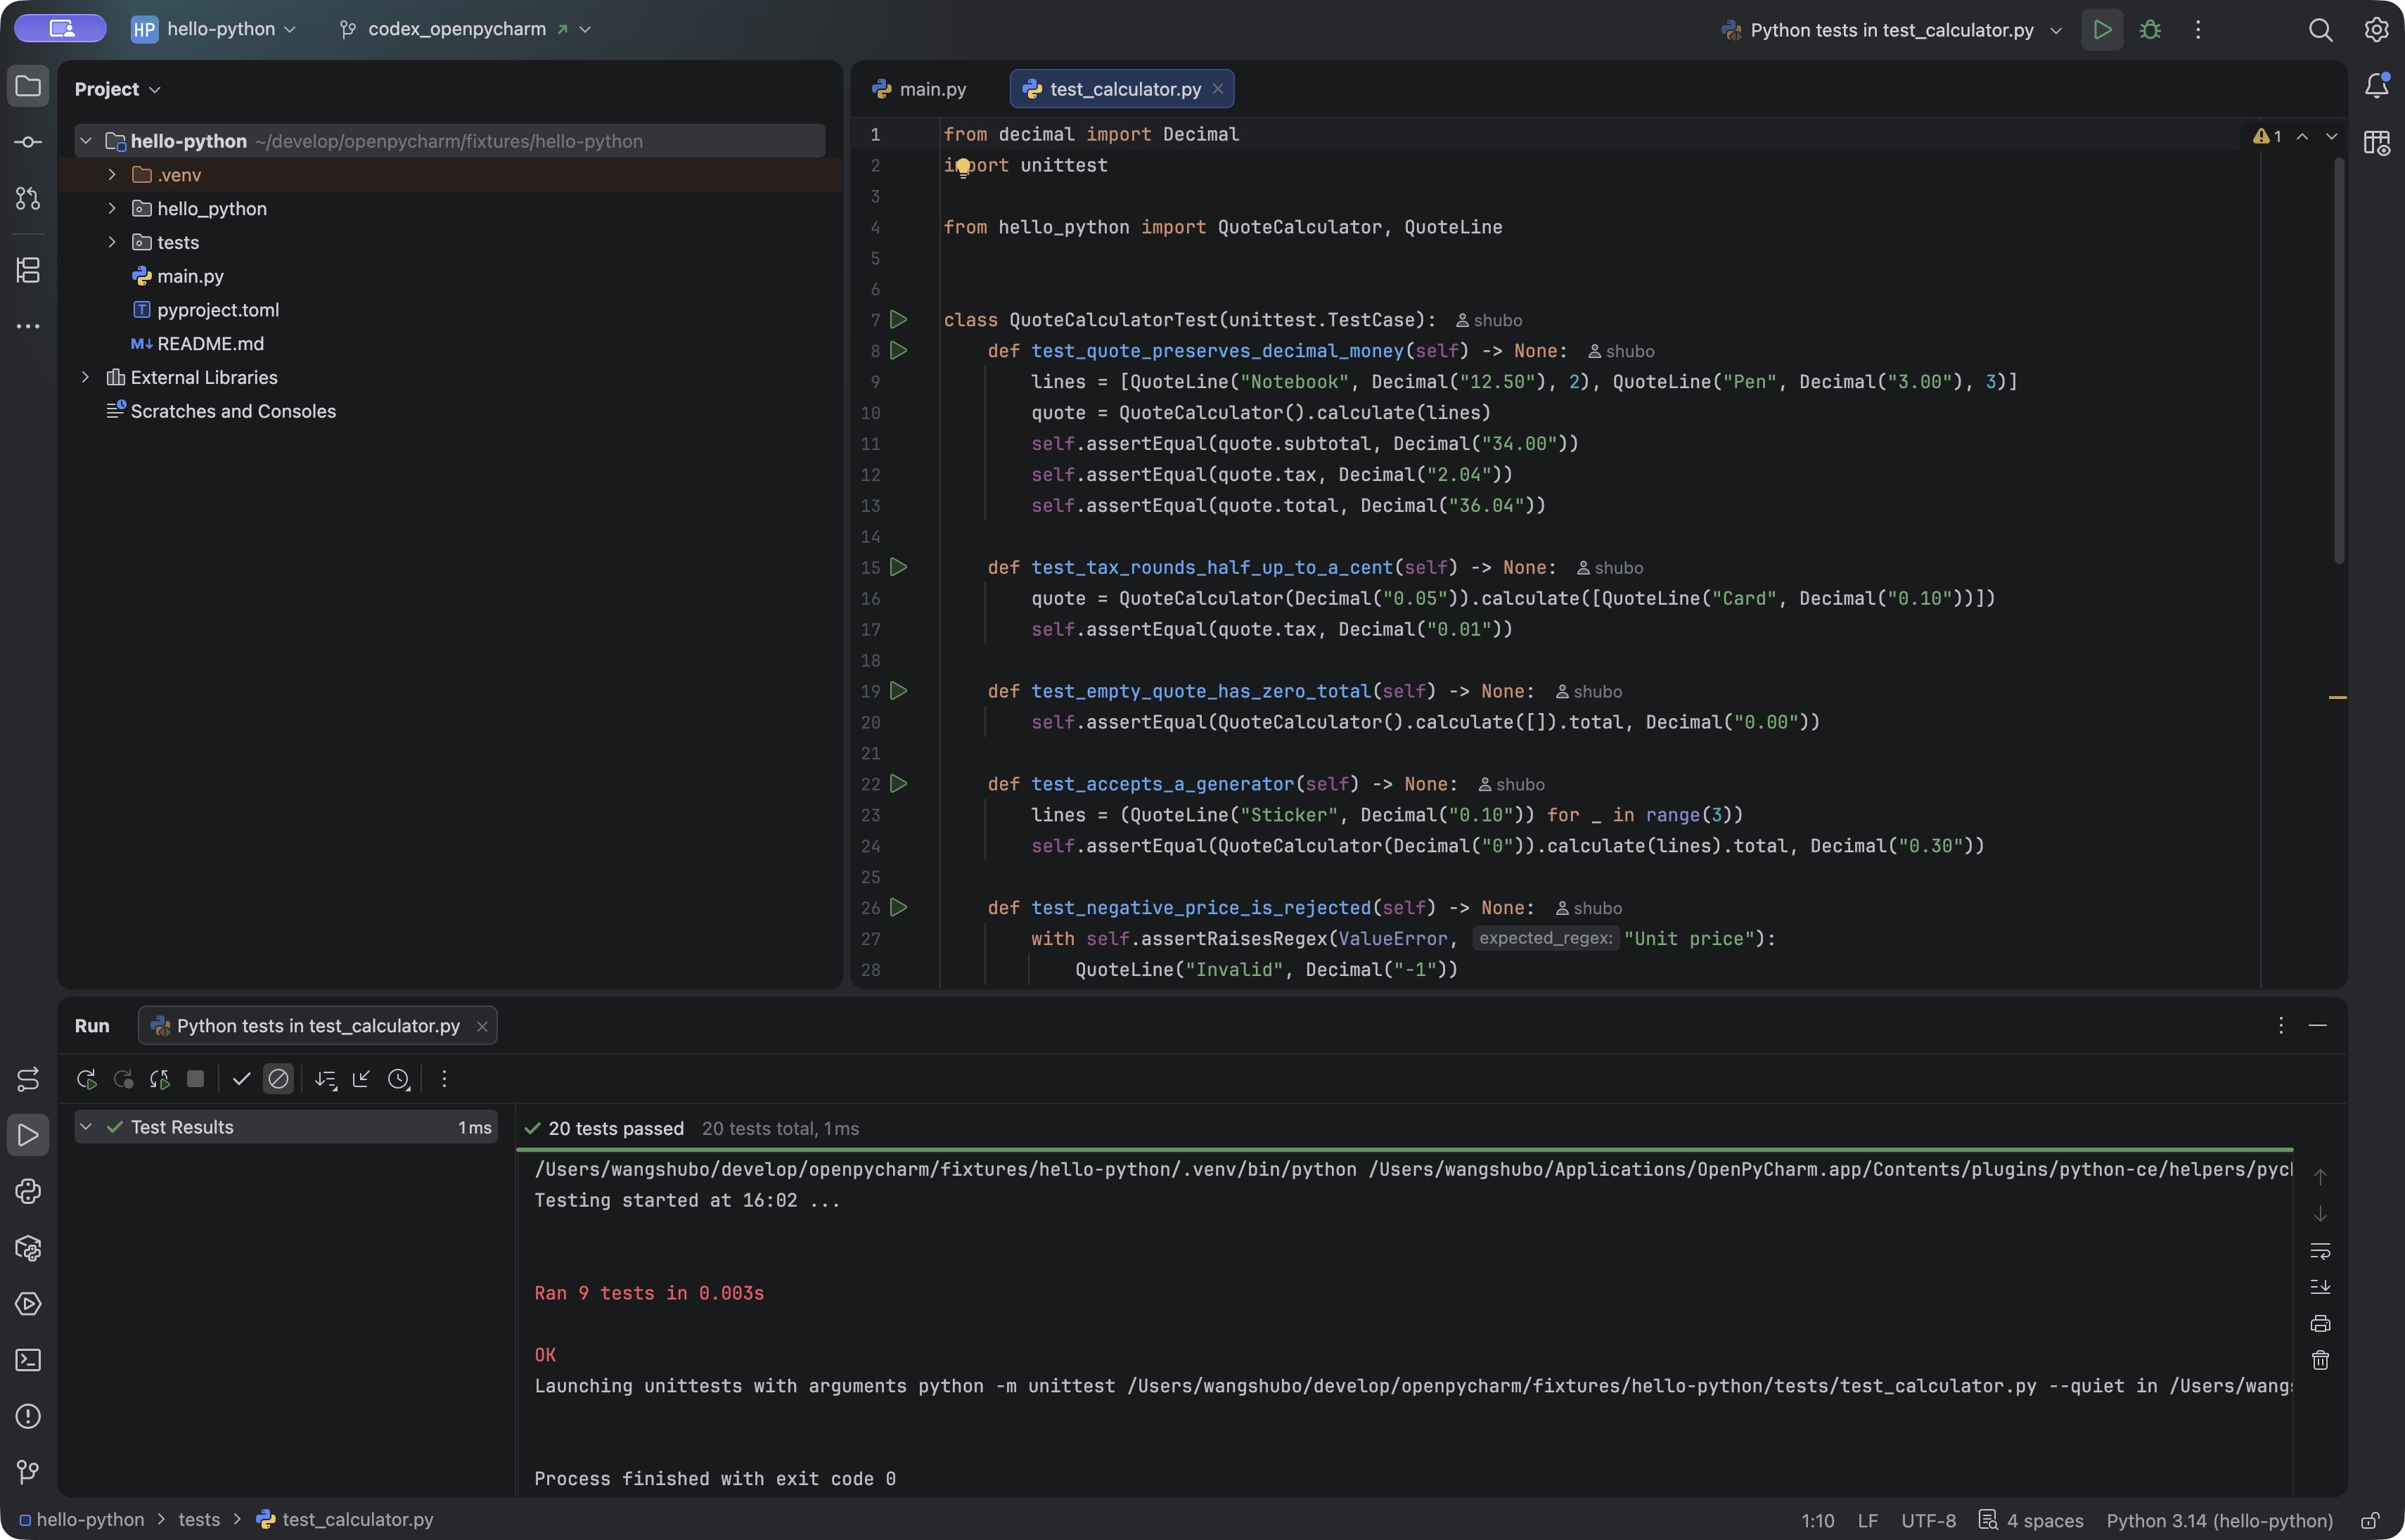 HP hello-python codex_openpycharm Python tests in test_calculator.py
Project
hello-python ~/develop/openpycharm/fixtures/hello-python
.venv
hello_python
tests
main.py
pyproject.toml
README.md
External Libraries
Scratches and Consoles
main.py test_calculator.py
1
1 from decimal import Decimal
2 import unittest
3
4 from hello_python import QuoteCalculator, QuoteLine
5
6
7 class QuoteCalculatorTest(unittest.TestCase): shubo
8 def test_quote_preserves_decimal_money(self) -> None: shubo
9 lines = [QuoteLine("Notebook", Decimal("12.50"), 2), QuoteLine("Pen", Decimal("3.00"), 3)]
10 quote = QuoteCalculator().calculate(lines)
11 self.assertEqual(quote.subtotal, Decimal("34.00"))
12 self.assertEqual(quote.tax, Decimal("2.04"))
13 self.assertEqual(quote.total, Decimal("36.04"))
14
15 def test_tax_rounds_half_up_to_a_cent(self) -> None: shubo
16 quote = QuoteCalculator(Decimal("0.05")).calculate([QuoteLine("Card", Decimal("0.10"))])
17 self.assertEqual(quote.tax, Decimal("0.01"))
18
19 def test_empty_quote_has_zero_total(self) -> None: shubo
20 self.assertEqual(QuoteCalculator().calculate([]).total, Decimal("0.00"))
21
22 def test_accepts_a_generator(self) -> None: shubo
23 lines = (QuoteLine("Sticker", Decimal("0.10")) for _ in range(3))
24 self.assertEqual(QuoteCalculator(Decimal("0")).calculate(lines).total, Decimal("0.30"))
25
26 def test_negative_price_is_rejected(self) -> None: shubo
27 with self.assertRaisesRegex(ValueError, expected_regex: "Unit price"):
28 QuoteLine("Invalid", Decimal("-1"))
Run Python tests in test_calculator.py
Test Results 1 ms
20 tests passed 20 tests total, 1 ms
/Users/wangshubo/develop/openpycharm/fixtures/hello-python/.venv/bin/python /Users/wangshubo/Applications/OpenPyCharm.app/Contents/plugins/python-ce/helpers/pyc
Testing started at 16:02 ...
Ran 9 tests in 0.003s
OK
Launching unittests with arguments python -m unittest /Users/wangshubo/develop/openpycharm/fixtures/hello-python/tests/test_calculator.py --quiet in /Users/wang
Process finished with exit code 0
hello-python > tests > test_calculator.py 1:10 LF UTF-8 4 spaces Python 3.14 (hello-python)